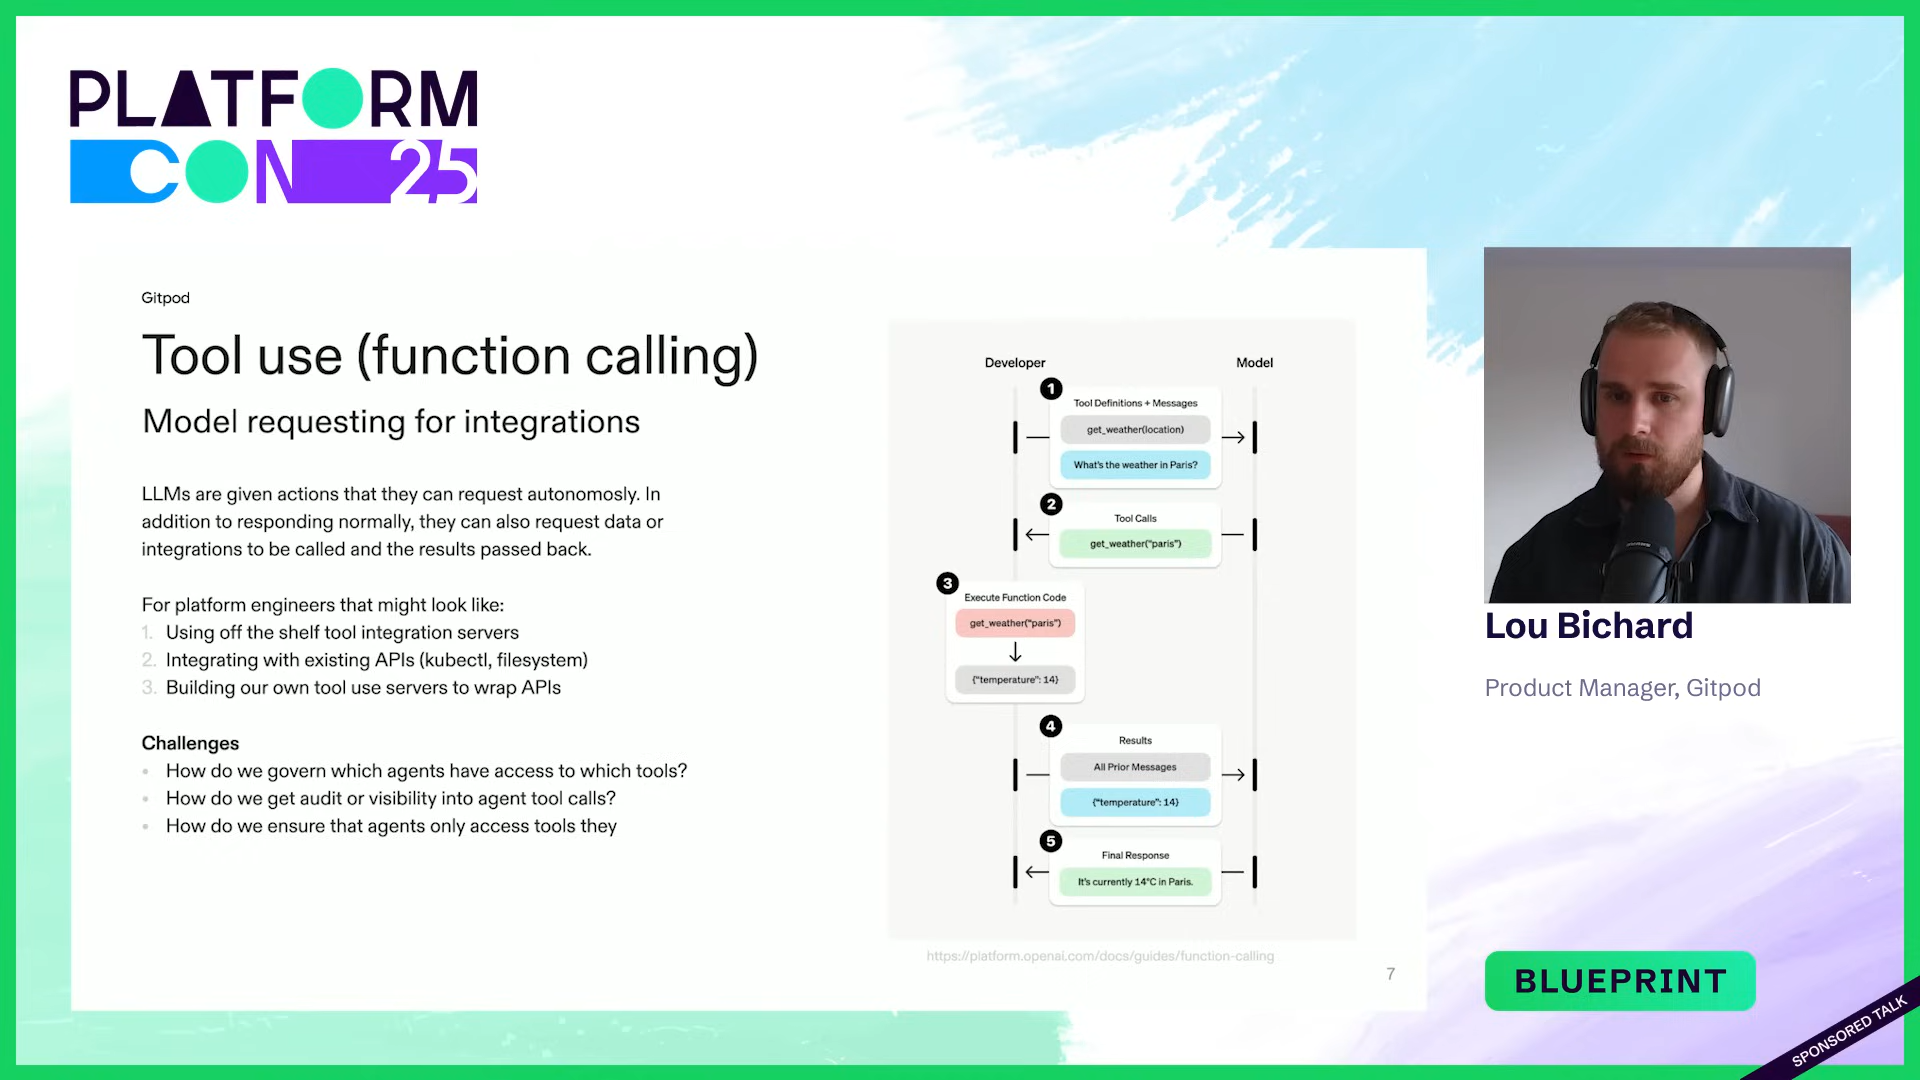 PLATFORM
CON 25
Gitpod
Tool use (function calling)
Model requesting for integrations
LLMs are given actions that they can request autonomosly. In
addition to responding normally, they can also request data or
integrations to be called and the results passed back.
For platform engineers that might look like:
1. Using off the shelf tool integration servers
2. Integrating with existing APIs (kubectl, filesystem)
3. Building our own tool use servers to wrap APIs
Challenges
• How do we govern which agents have access to which tools?
• How do we get audit or visibility into agent tool calls?
• How do we ensure that agents only access tools they
Developer
Model
1
Tool Definitions + Messages
get_weather(location)
What's the weather in Paris?
2
Tool Calls
get_weather("paris")
3
Execute Function Code
get_weather("paris")
{"temperature": 14}
4
Results
All Prior Messages
{"temperature": 14}
5
Final Response
It's currently 14°C in Paris.
https://platform.openai.com/docs/guides/function-calling
7
Lou Bichard
Product Manager, Gitpod
BLUEPRINT
SPONSORED TALK